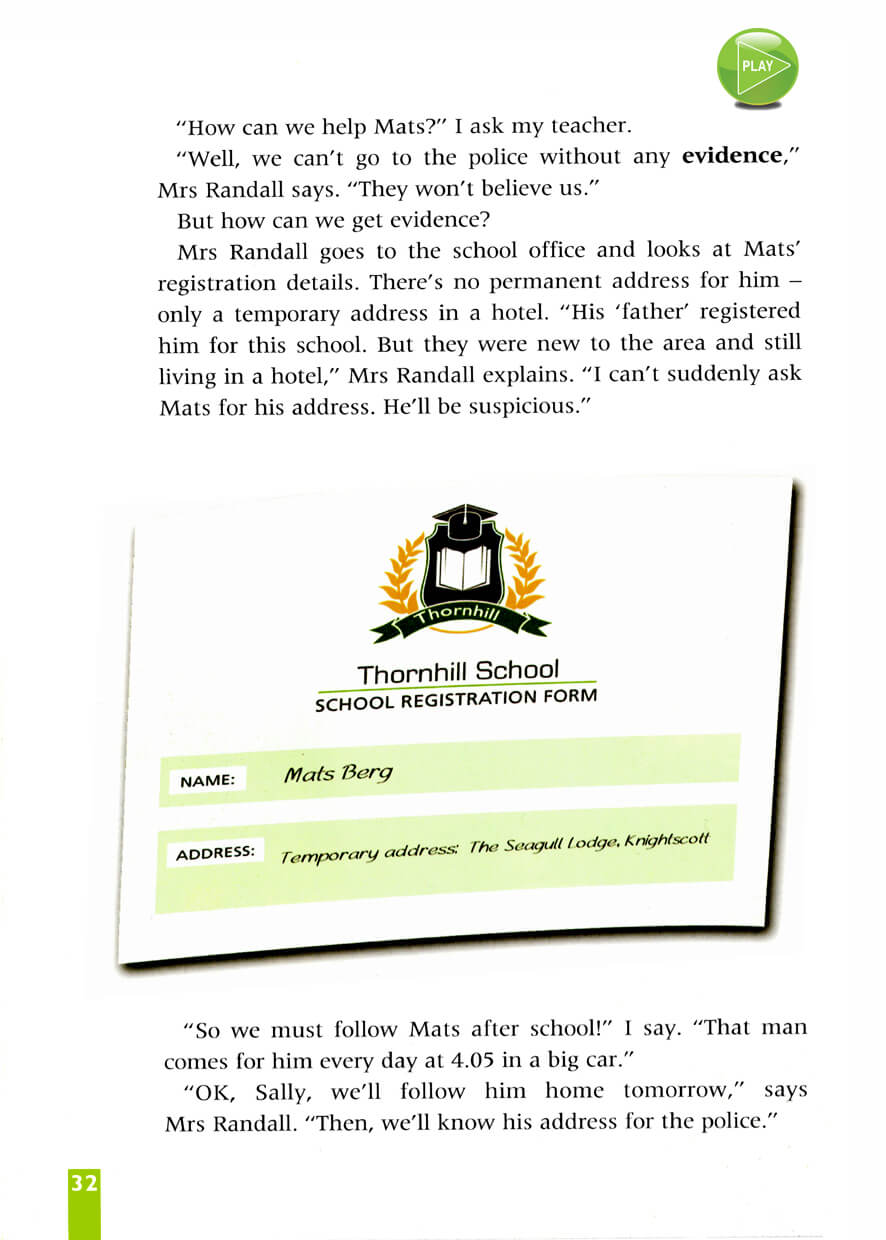 PLAY
“How can we help Mats?” I ask my teacher.
“Well, we can’t go to the police without any evidence,”
Mrs Randall says. “They won’t believe us.”
But how can we get evidence?
Mrs Randall goes to the school office and looks at Mats’
registration details. There’s no permanent address for him –
only a temporary address in a hotel. “His ‘father’ registered
him for this school. But they were new to the area and still
living in a hotel,” Mrs Randall explains. “I can’t suddenly ask
Mats for his address. He’ll be suspicious.”
Thornhill
Thornhill School
SCHOOL REGISTRATION FORM
NAME: Mats Berg
ADDRESS: Temporary address: The Seagull Lodge, Knightscott
“So we must follow Mats after school!” I say. “That man
comes for him every day at 4.05 in a big car.”
“OK, Sally, we’ll follow him home tomorrow,” says
Mrs Randall. “Then, we’ll know his address for the police.”
32